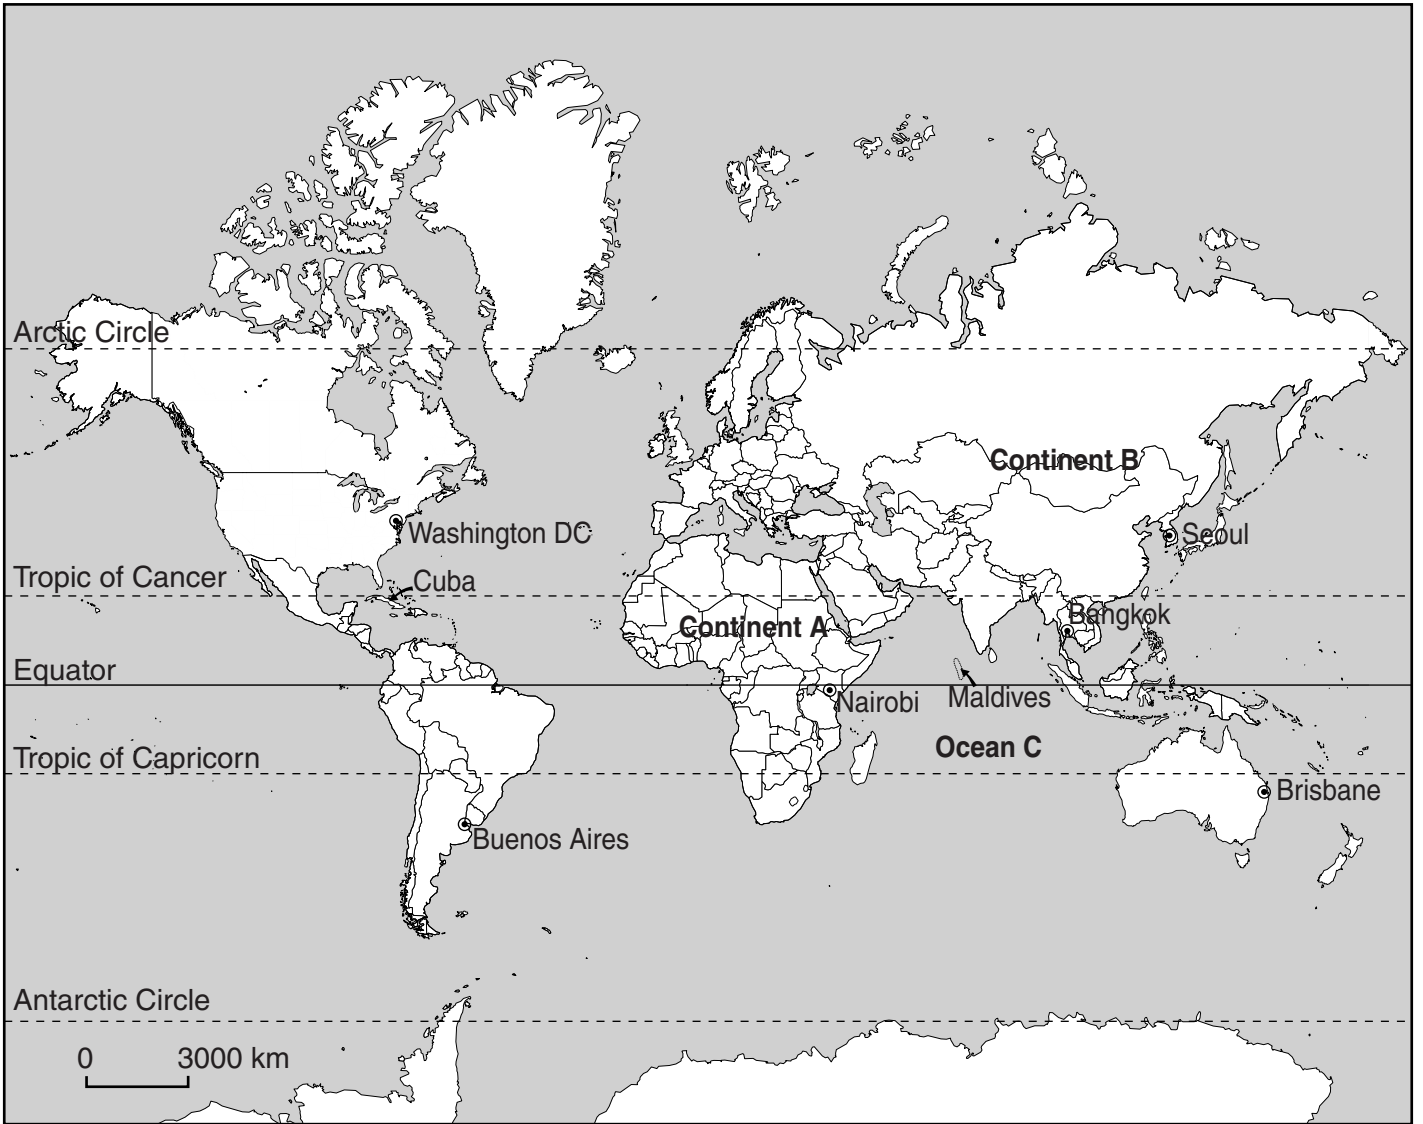 Arctic Circle
Continent B
Washington DC
Seoul
Tropic of Cancer
Cuba
Bangkok
Continent A
Equator
Nairobi
Maldives
Ocean C
Tropic of Capricorn
Brisbane
Buenos Aires
Antarctic Circle
0 3000 km